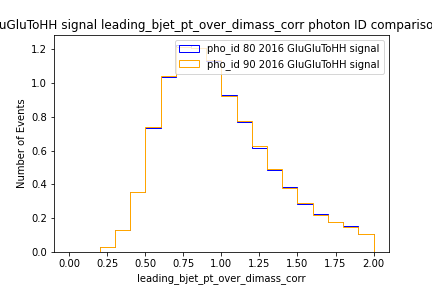 uGluToHH signal leading_bjet_pt_over_dimass_corr photon ID compariso
pho_id 80 2016 GluGluToHH signal
pho_id 90 2016 GluGluToHH signal
Number of Events
1.2
1.0
0.8
0.6
0.4
0.2
0.0
0.00 0.25 0.50 0.75 1.00 1.25 1.50 1.75 2.00
leading_bjet_pt_over_dimass_corr